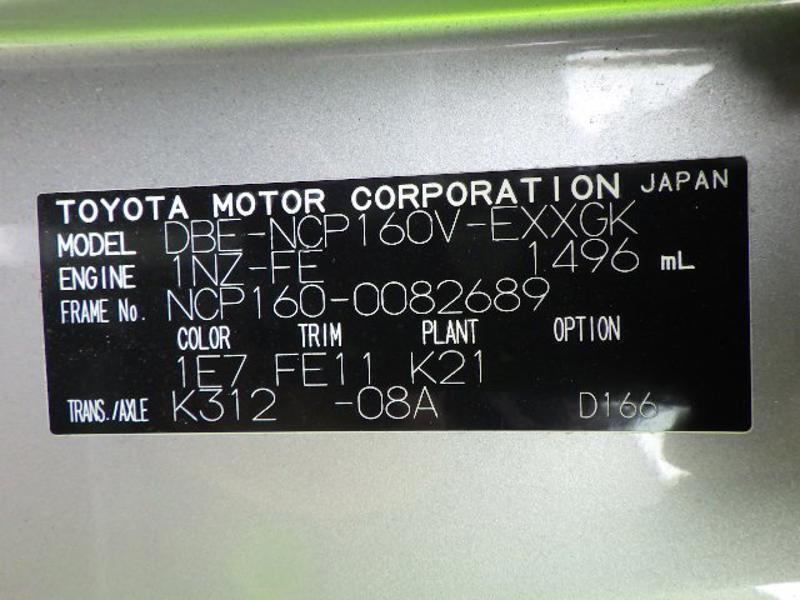 TOYOTA MOTOR CORPORATION JAPAN
MODEL DBE-NCP160V-EXXGK
ENGINE 1NZ-FE 1496 mL
FRAME No. NCP160-0082689
COLOR TRIM PLANT OPTION
1E7 FE11 K21
TRANS./AXLE K312 -08A D166